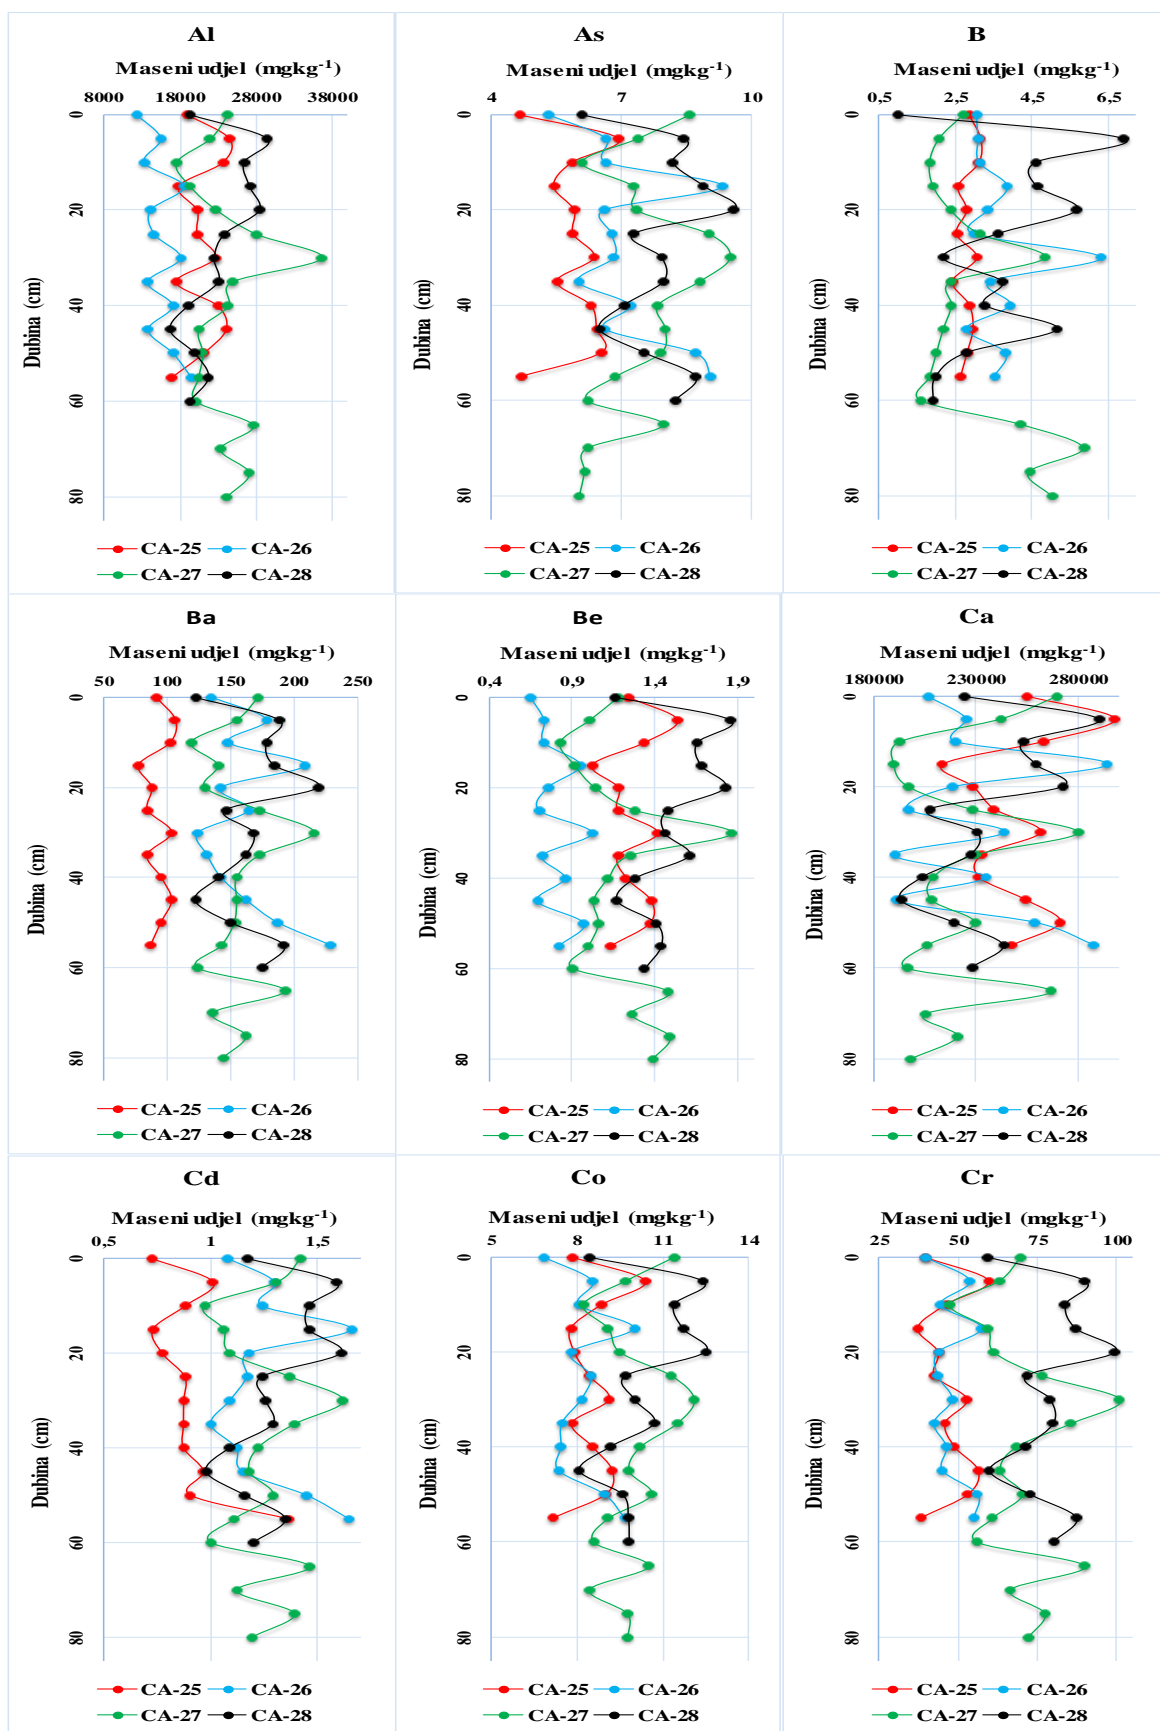 Al
Maseni udjel (mgkg-1)
8000 18000 28000 38000
0
20
40
60
80
Dubina (cm)
CA-25 CA-26
CA-27 CA-28
As
Maseni udjel (mgkg-1)
4 7 10
0
20
40
60
80
Dubina (cm)
CA-25 CA-26
CA-27 CA-28
B
Maseni udjel (mgkg-1)
0,5 2,5 4,5 6,5
0
20
40
60
80
Dubina (cm)
CA-25 CA-26
CA-27 CA-28
Ba
Maseni udjel (mgkg-1)
50 100 150 200 250
0
20
40
60
80
Dubina (cm)
CA-25 CA-26
CA-27 CA-28
Be
Maseni udjel (mgkg-1)
0,4 0,9 1,4 1,9
0
20
40
60
80
Dubina (cm)
CA-25 CA-26
CA-27 CA-28
Ca
Maseni udjel (mgkg-1)
180000 230000 280000
0
20
40
60
80
Dubina (cm)
CA-25 CA-26
CA-27 CA-28
Cd
Maseni udjel (mgkg-1)
0,5 1 1,5
0
20
40
60
80
Dubina (cm)
CA-25 CA-26
CA-27 CA-28
Co
Maseni udjel (mgkg-1)
5 8 11 14
0
20
40
60
80
Dubina (cm)
CA-25 CA-26
CA-27 CA-28
Cr
Maseni udjel (mgkg-1)
25 50 75 100
0
20
40
60
80
Dubina (cm)
CA-25 CA-26
CA-27 CA-28